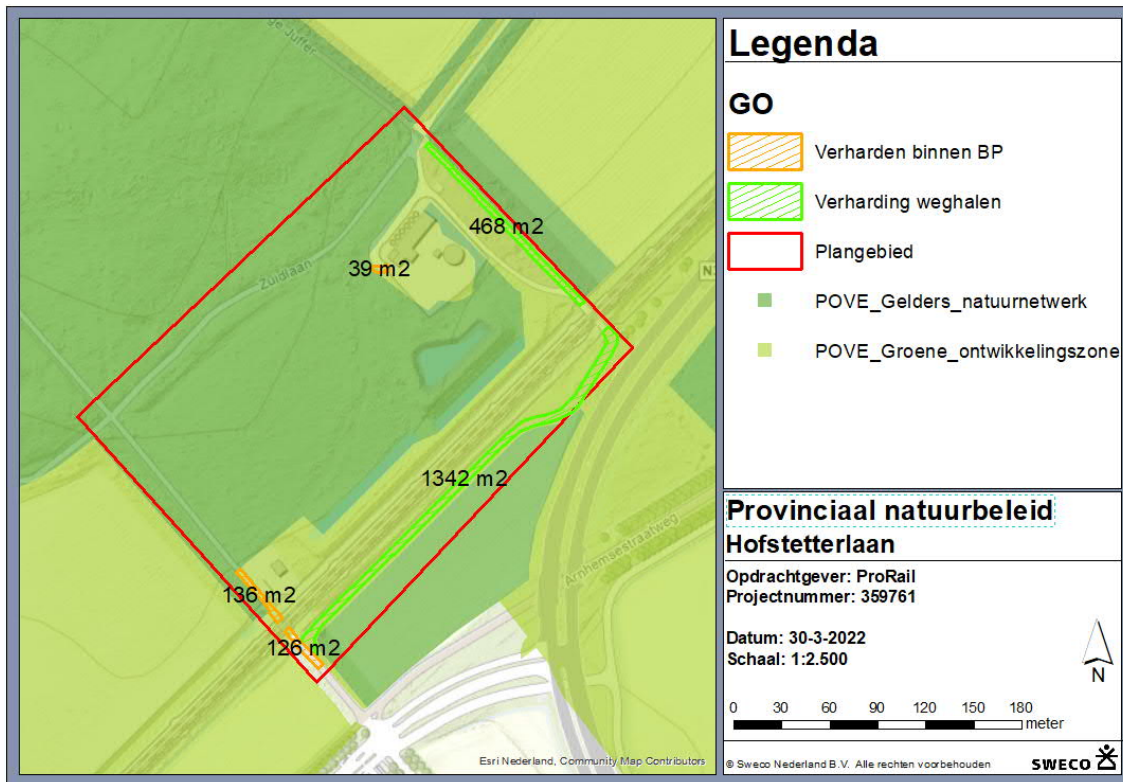 ge Juffer
468 m2
39 m2
Zuidlaan
1342 m2
Arnhemsestraatweg
136 m2
126 m2
Esri Nederland, Community Map Contributors
Legenda
GO
Verharden binnen BP
Verharding weghalen
Plangebied
POVE_Gelders_natuurnetwerk
POVE_Groene_ontwikkelingszone
Provinciaal natuurbeleid
Hofstetterlaan
Opdrachtgever: ProRail
Projectnummer: 359761
Datum: 30-3-2022
Schaal: 1:2.500
N
0 30 60 90 120 150 180
meter
© Sweco Nederland B.V. Alle rechten voorbehouden
SWECO